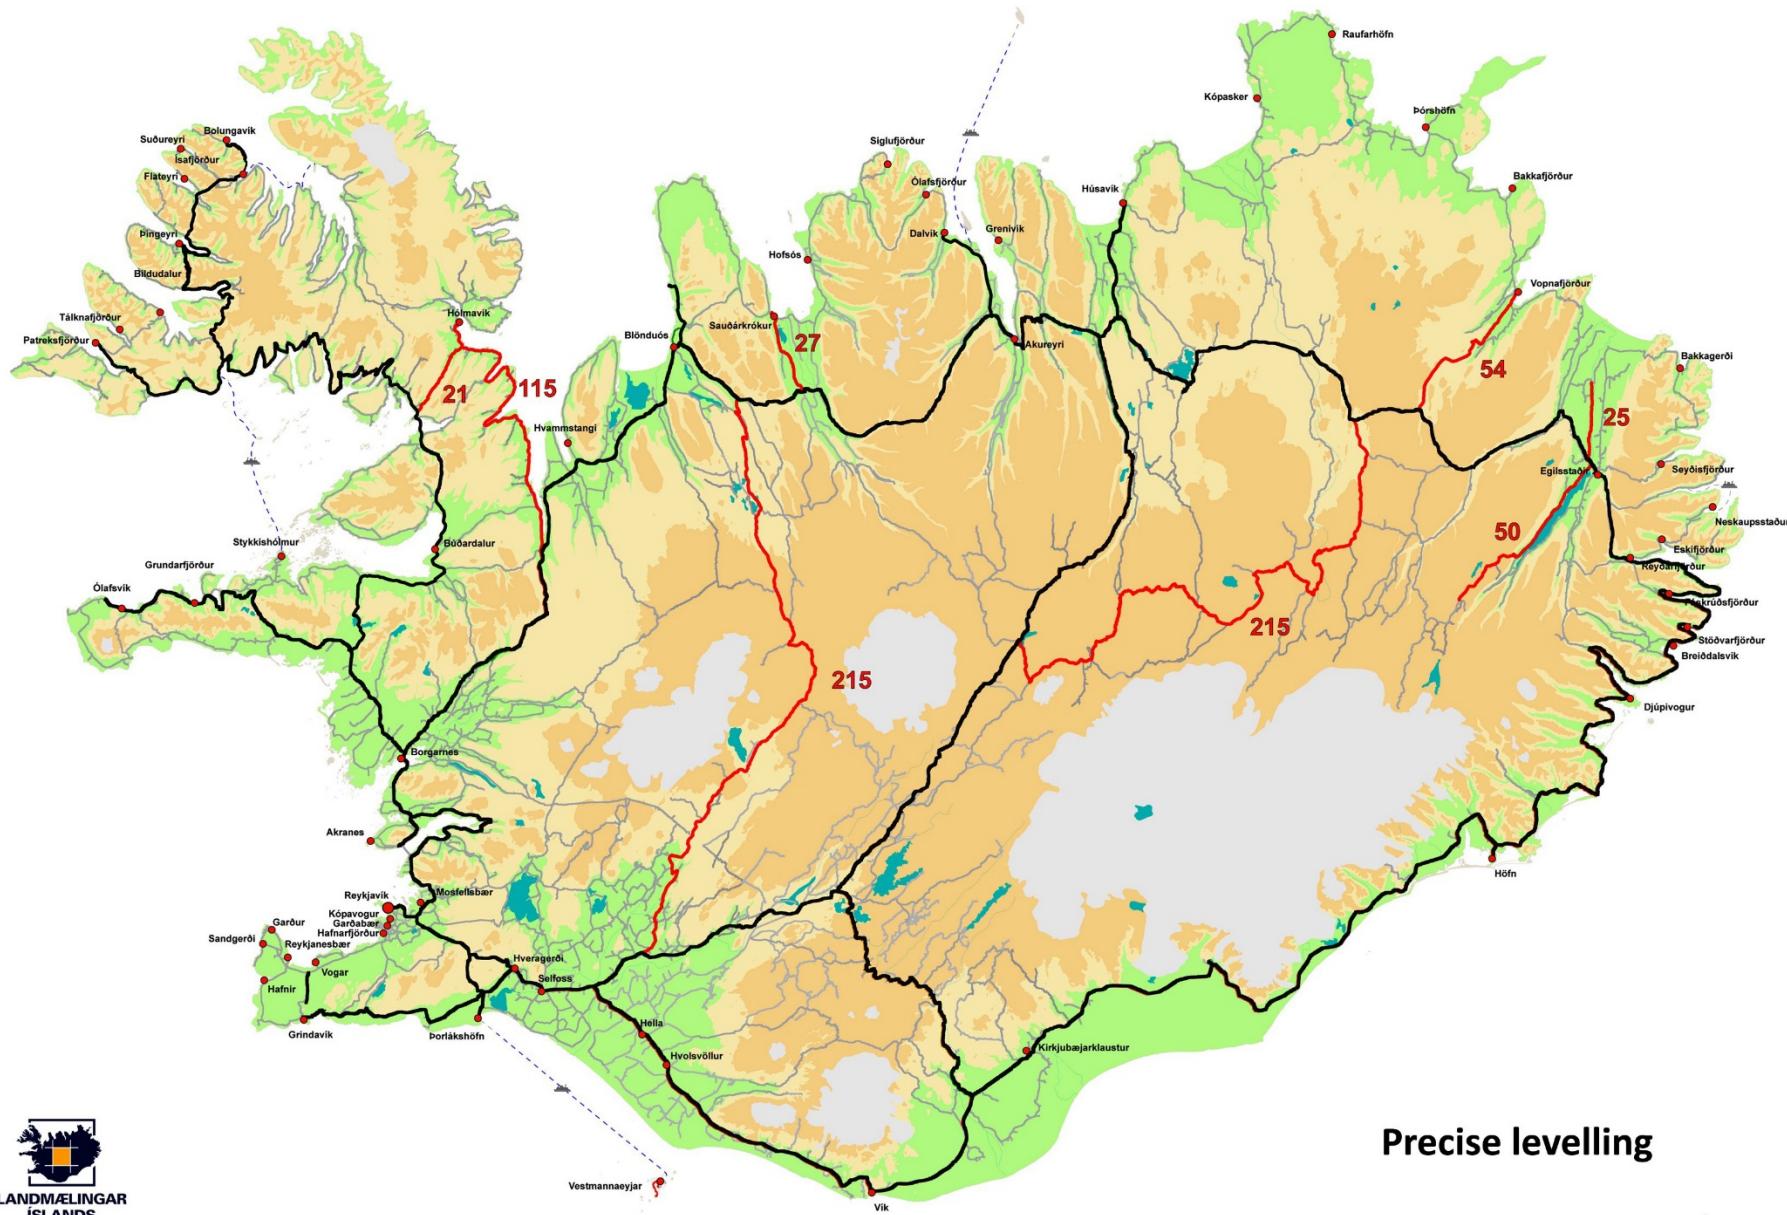 Raufarhöfn
Kópasker
Þórshöfn
Bolungavík
Suðureyri
Ísafjörður
Flateyri
Siglufjörður
Ólafsfjörður
Húsavík
Bakkafjörður
Þingeyri
Dalvík
Grenivík
Bíldudalur
Hofsós
Vopnafjörður
Tálknafjörður
Hólmavík
Sauðárkrókur
Patreksfjörður
Blönduós
27
Akureyri
54
Bakkagerði
21
115
25
Hvammstangi
Egilsstaðir
Seyðisfjörður
50
Neskaupsstaður
Stykkishólmur
Búðardalur
Eskifjörður
Grundarfjörður
Reyðarfjörður
Ólafsvík
Fáskrúðsfjörður
215
Stöðvarfjörður
Breiðdalsvík
215
Djúpivogur
Borgarnes
Akranes
Höfn
Mosfellsbær
Reykjavík
Kópavogur
Garðabær
Garður
Hafnarfjörður
Sandgerði
Reykjanesbær
Vogar
Hveragerði
Hafnir
Selfoss
Grindavík
Þorlákshöfn
Hella
Kirkjubæjarklaustur
Hvolsvöllur
Precise levelling
Vestmannaeyjar
Vík
LANDMÆLINGAR
ÍSLANDS